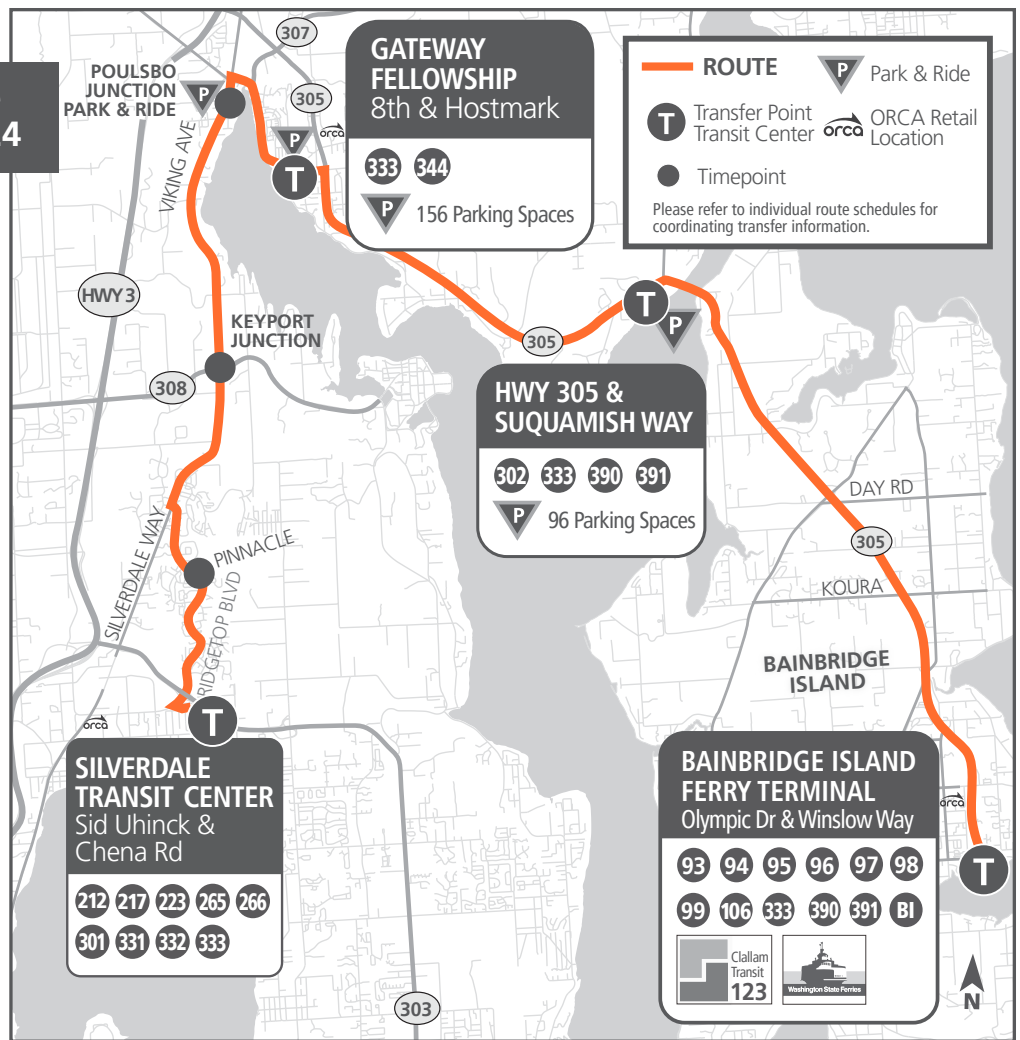 4
307
POULSBO
JUNCTION
PARK & RIDE
P
305
orca
P
T
VIKING AVE
GATEWAY
FELLOWSHIP
8th & Hostmark
333 344
P 156 Parking Spaces
ROUTE
P Park & Ride
T Transfer Point
Transit Center
orca ORCA Retail
Location
Timepoint
Please refer to individual route schedules for
coordinating transfer information.
HWY 3
KEYPORT
JUNCTION
308
T
P
305
HWY 305 &
SUQUAMISH WAY
302 333 390 391
P 96 Parking Spaces
DAY RD
305
KOURA
SILVERDALE WAY
PINNACLE
RIDGETOP BLVD
BAINBRIDGE
ISLAND
T
orca
SILVERDALE
TRANSIT CENTER
Sid Uhinck &
Chena Rd
212 217 223 265 266
301 331 332 333
303
BAINBRIDGE ISLAND
FERRY TERMINAL
Olympic Dr & Winslow Way
93 94 95 96 97 98
99 106 333 390 391 BI
Clallam
Transit
123
Washington State Ferries
orca
T
N